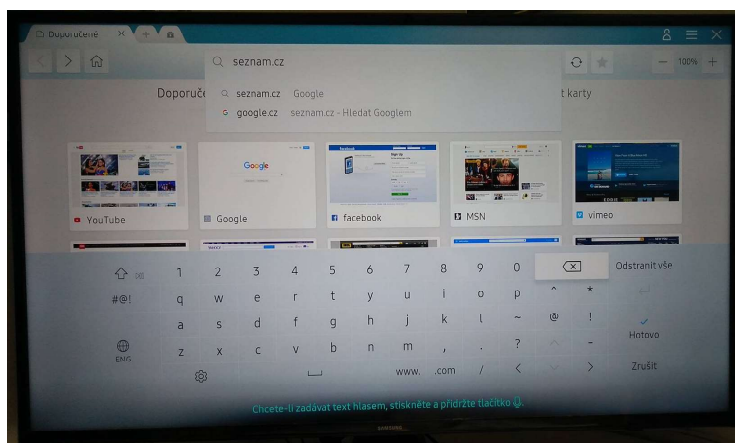 Doporučené
seznam.cz
100%
Doporuč
t karty
seznam.cz Google
google.cz seznam.cz - Hledat Googlem
YouTube
Google
facebook
MSN
vimeo
1 2 3 4 5 6 7 8 9 0 Odstranit vše
#@! q w e r t y u i o p ^ *
a s d f g h j k l ~ @ !
Hotovo
ENG z x c v b n m , . ? -
www. .com / < > Zrušit
Chcete-li zadávat text hlasem, stiskněte a přidržte tlačítko
SAMSUNG